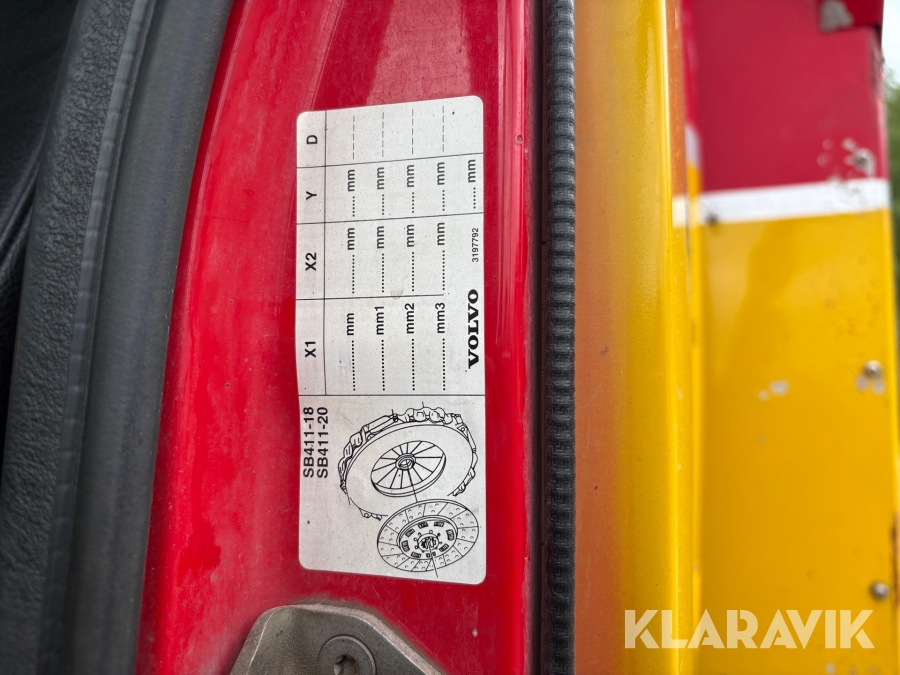 SB411-18
SB411-20
X1 X2 Y D
......... mm ......... mm ...... mm ------
......... mm1 ......... mm ...... mm ------
......... mm2 ......... mm ...... mm ------
......... mm3 ......... mm ...... mm ------
VOLVO 3197792 ...... mm
KLARAVIK